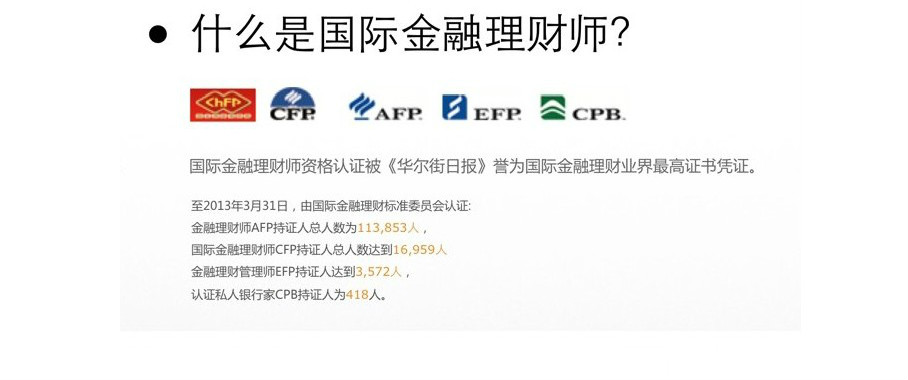 ● 什么是国际金融理财师?
ChFP CFP. AFP. EFP. CPB.
国际金融理财师资格认证被《华尔街日报》誉为国际金融理财业界最高证书凭证。
至2013年3月31日，由国际金融理财标准委员会认证:
金融理财师AFP持证人总人数为113,853人，
国际金融理财师CFP持证人总人数达到16,959人
金融理财管理师EFP持证人达到3,572人，
认证私人银行家CPB持证人为418人。